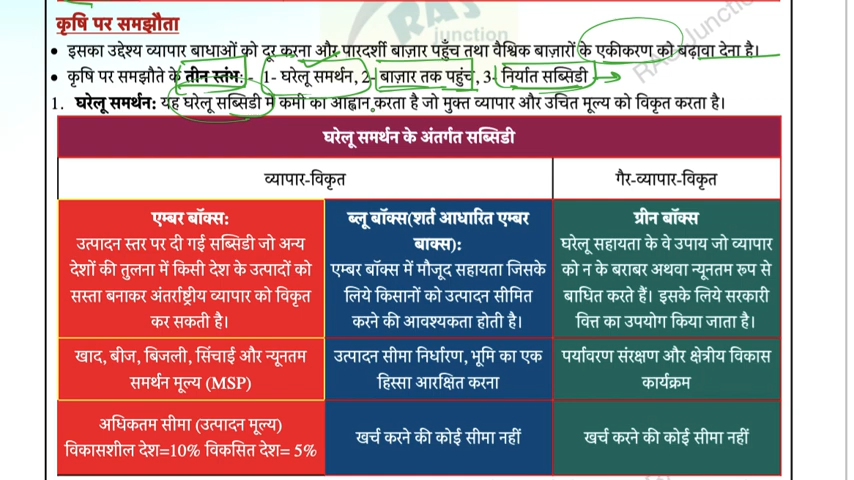 RAS
junction
RAS Junction
कृषि पर समझौता
• इसका उद्देश्य व्यापार बाधाओं को दूर करना और पारदर्शी बाज़ार पहुँच तथा वैश्विक बाज़ारों के एकीकरण को बढ़ावा देना है।
• कृषि पर समझौते के तीन स्तंभ: - 1- घरेलू समर्थन, 2- बाज़ार तक पहुंच, 3- निर्यात सब्सिडी
1. घरेलू समर्थन: यह घरेलू सब्सिडी में कमी का आह्वान करता है जो मुक्त व्यापार और उचित मूल्य को विकृत करता है।
घरेलू समर्थन के अंतर्गत सब्सिडी
व्यापार-विकृत
गैर-व्यापार-विकृत
एम्बर बॉक्स:
उत्पादन स्तर पर दी गई सब्सिडी जो अन्य
देशों की तुलना में किसी देश के उत्पादों को
सस्ता बनाकर अंतर्राष्ट्रीय व्यापार को विकृत
कर सकती है।
ब्लू बॉक्स(शर्त आधारित एम्बर
बाक्स):
एम्बर बॉक्स में मौजूद सहायता जिसके
लिये किसानों को उत्पादन सीमित
करने की आवश्यकता होती है।
ग्रीन बॉक्स
घरेलू सहायता के वे उपाय जो व्यापार
को न के बराबर अथवा न्यूनतम रूप से
बाधित करते हैं। इसके लिये सरकारी
वित्त का उपयोग किया जाता है।
खाद, बीज, बिजली, सिंचाई और न्यूनतम
समर्थन मूल्य (MSP)
उत्पादन सीमा निर्धारण, भूमि का एक
हिस्सा आरक्षित करना
पर्यावरण संरक्षण और क्षेत्रीय विकास
कार्यक्रम
अधिकतम सीमा (उत्पादन मूल्य)
विकासशील देश=10% विकसित देश= 5%
खर्च करने की कोई सीमा नहीं
खर्च करने की कोई सीमा नहीं